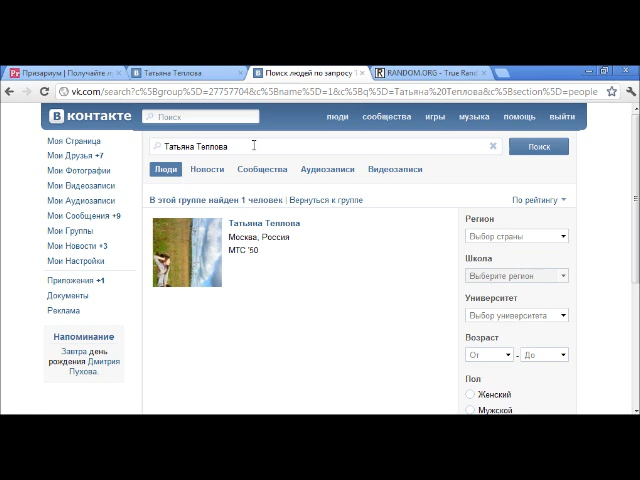 Призариум | Получайте п
Татьяна Теплова
Поиск людей по запросу
RANDOM.ORG - True Rand
vk.com/search?c%5Bgroup%5D=27757704&c%5Bname%5D=1&c%5Bq%5D=Татьяна%20Теплова&c%5Bsection%5D=people
В контакте
Поиск
люди сообщества игры музыка помощь выйти
Моя Страница
Мои Друзья +7
Мои Фотографии
Мои Видеозаписи
Мои Аудиозаписи
Мои Сообщения +9
Мои Группы
Мои Новости +3
Мои Настройки
Приложения +1
Документы
Реклама
Напоминание
Завтра день
рождения Дмитрия
Пухова.
Татьяна Теплова
Поиск
Люди Новости Сообщества Аудиозаписи Видеозаписи
В этой группе найден 1 человек | Вернуться к группе
По рейтингу
Татьяна Теплова
Москва, Россия
МТС '50
Регион
Выбор страны
Школа
Выберите регион
Университет
Выбор университета
Возраст
От - До
Пол
Женский
Мужской